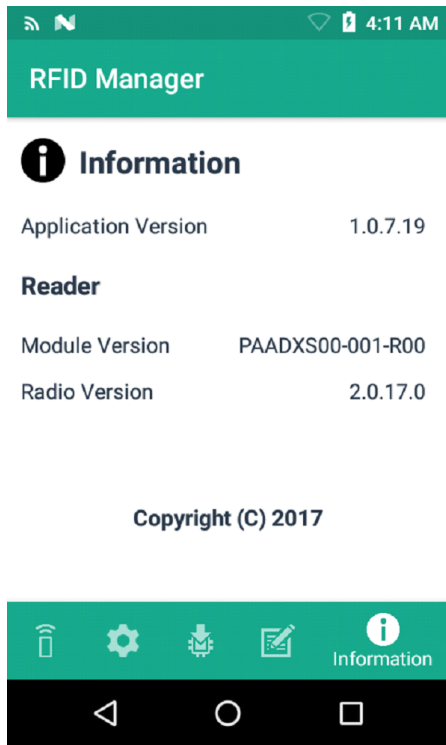 4:11 AM
RFID Manager
Information
Application Version 1.0.7.19
Reader
Module Version PAADXS00-001-R00
Radio Version 2.0.17.0
Copyright (C) 2017
Information